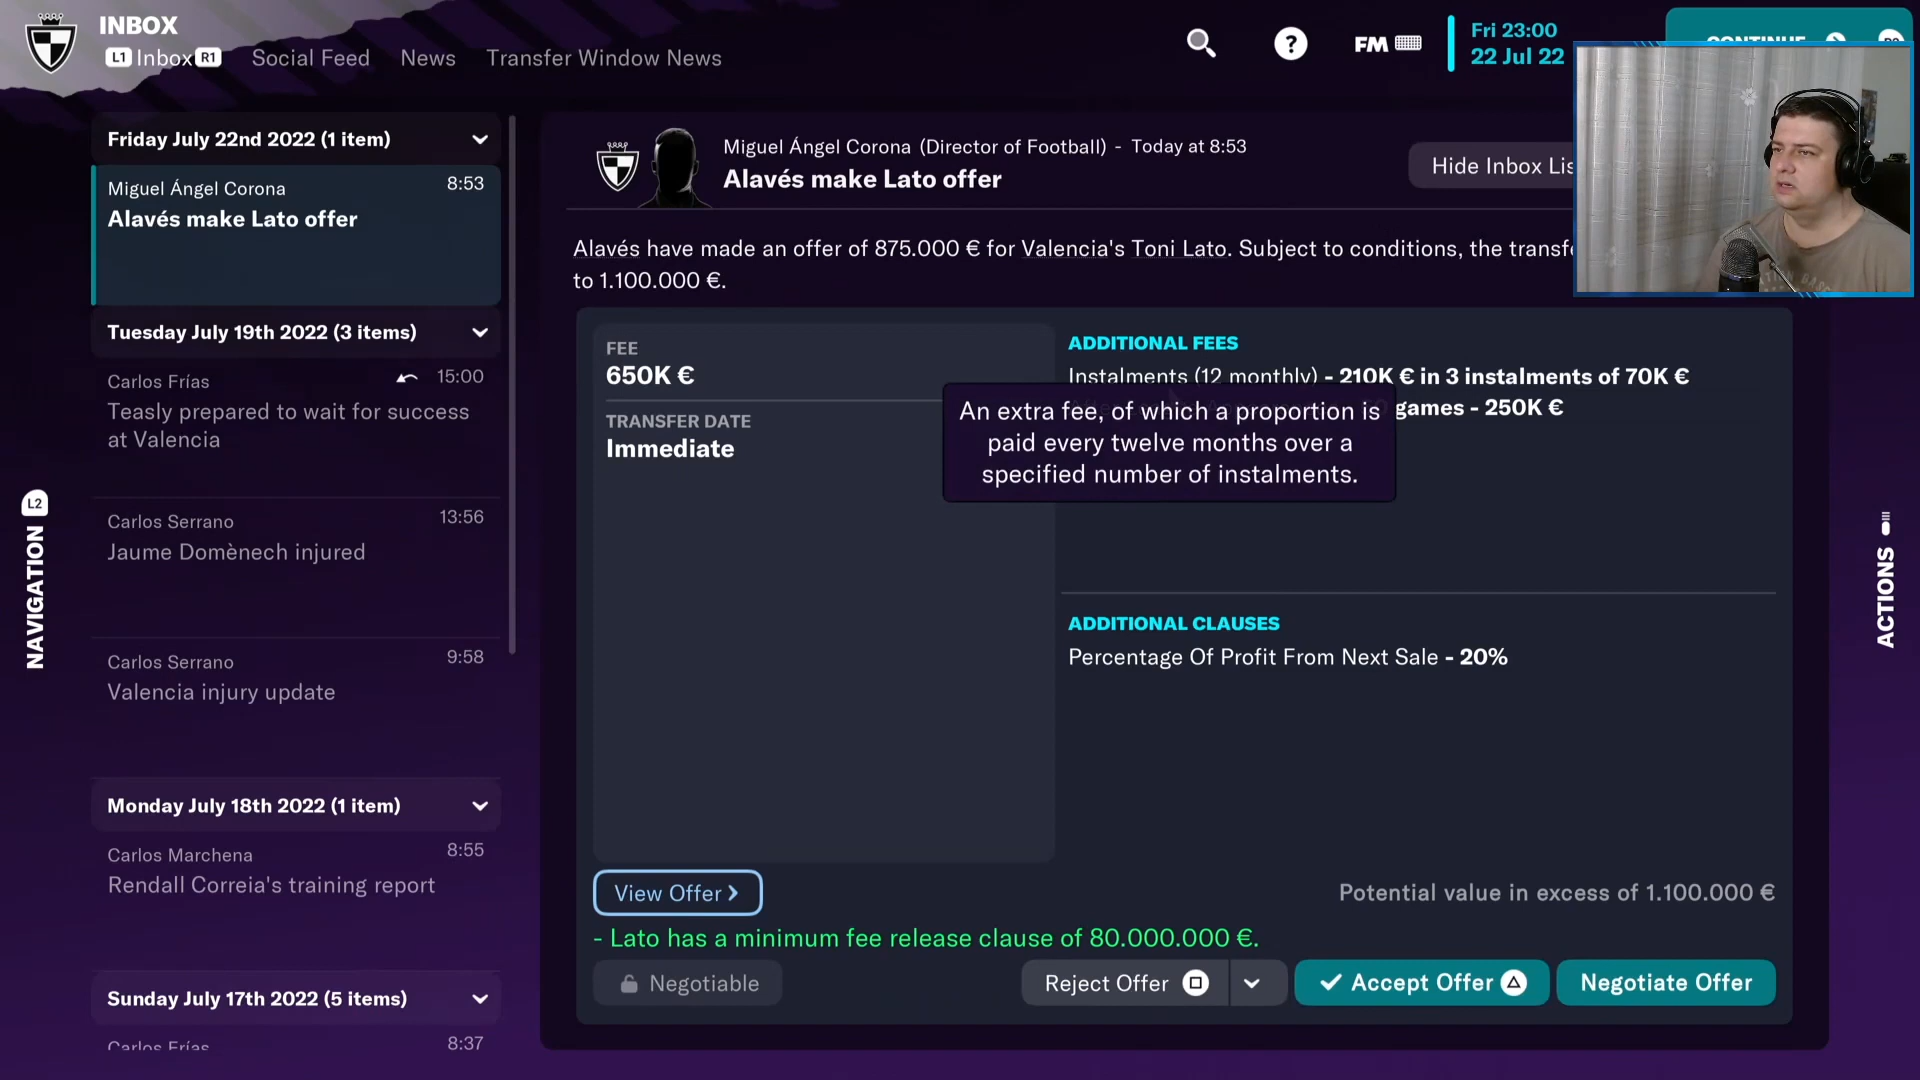 INBOX
L1 Inbox R1 Social Feed News Transfer Window News
FM
Fri 23:00
22 Jul 22
CONTINUE
Friday July 22nd 2022 (1 item)
Miguel Ángel Corona 8:53
Alavés make Lato offer
Tuesday July 19th 2022 (3 items)
Carlos Frías 15:00
Teasly prepared to wait for success
at Valencia
Carlos Serrano 13:56
Jaume Domènech injured
Carlos Serrano 9:58
Valencia injury update
Monday July 18th 2022 (1 item)
Carlos Marchena 8:55
Rendall Correia's training report
Sunday July 17th 2022 (5 items)
Carlos Frías 8:37
L2
NAVIGATION
Miguel Ángel Corona (Director of Football) - Today at 8:53
Alavés make Lato offer
Hide Inbox Lis
Alavés have made an offer of 875.000 € for Valencia's Toni Lato. Subject to conditions, the transfe
to 1.100.000 €.
FEE
650K €
TRANSFER DATE
Immediate
ADDITIONAL FEES
Instalments (12 monthly) - 210K € in 3 instalments of 70K €
games - 250K €
An extra fee, of which a proportion is
paid every twelve months over a
specified number of instalments.
ADDITIONAL CLAUSES
Percentage Of Profit From Next Sale - 20%
View Offer
Potential value in excess of 1.100.000 €
- Lato has a minimum fee release clause of 80.000.000 €.
Negotiable
Reject Offer
Accept Offer
Negotiate Offer
ACTIONS